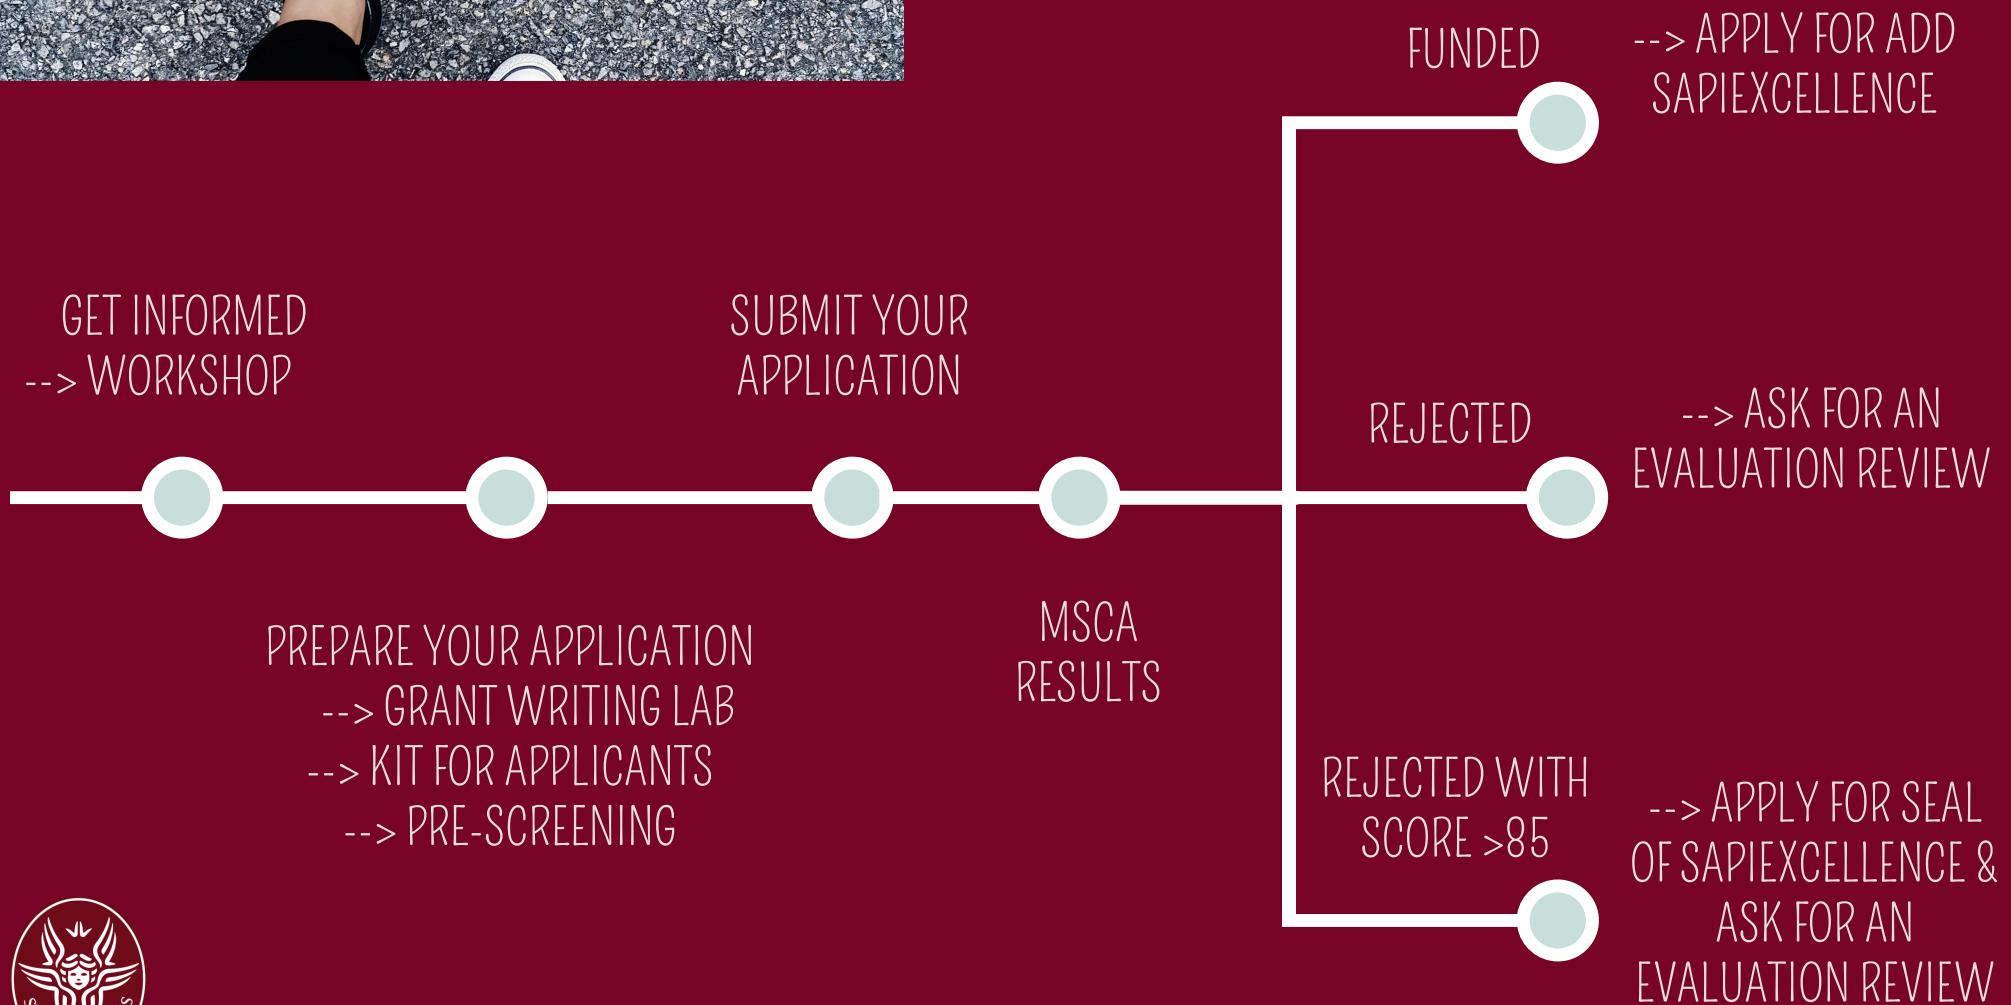 FUNDED
--> APPLY FOR ADD
SAPIEXCELLENCE
GET INFORMED
--> WORKSHOP
SUBMIT YOUR
APPLICATION
REJECTED
--> ASK FOR AN
EVALUATION REVIEW
PREPARE YOUR APPLICATION
--> GRANT WRITING LAB
--> KIT FOR APPLICANTS
--> PRE-SCREENING
MSCA
RESULTS
REJECTED WITH
SCORE >85
--> APPLY FOR SEAL
OF SAPIEXCELLENCE &
ASK FOR AN
EVALUATION REVIEW